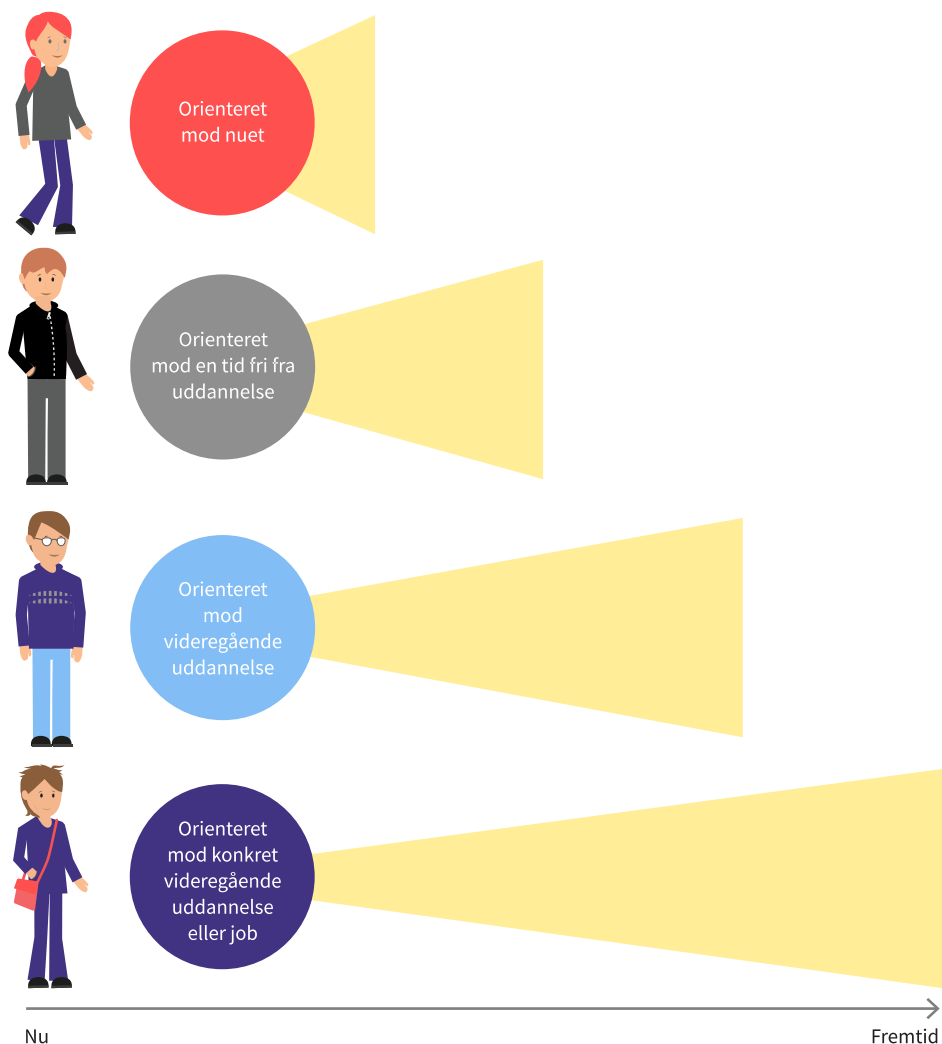 Orienteret
mod nuet
Orienteret
mod en tid fri fra
uddannelse
Orienteret
mod
videregående
uddannelse
Orienteret
mod konkret
videregående
uddannelse
eller job
Nu
Fremtid